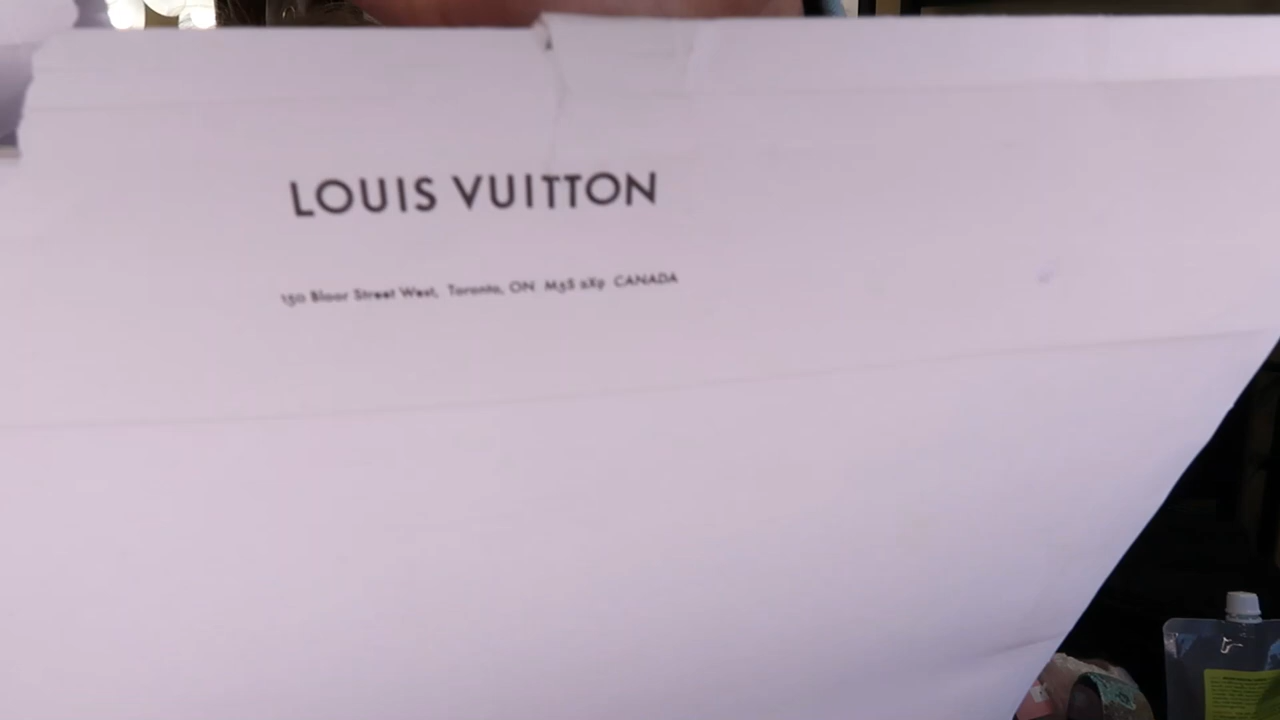 LOUIS VUITTON
150 Bloor Street West, Toronto, ON M5S 2X9 CANADA